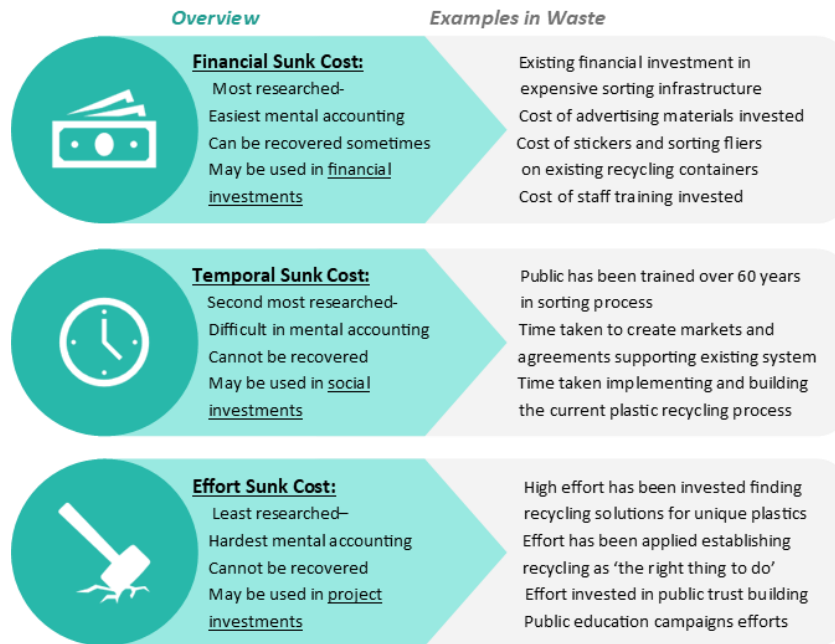 Overview
Examples in Waste
Financial Sunk Cost:
Most researched-
Easiest mental accounting
Can be recovered sometimes
May be used in financial
investments
Existing financial investment in
expensive sorting infrastructure
Cost of advertising materials invested
Cost of stickers and sorting fliers
on existing recycling containers
Cost of staff training invested
Temporal Sunk Cost:
Second most researched-
Difficult in mental accounting
Cannot be recovered
May be used in social
investments
Public has been trained over 60 years
in sorting process
Time taken to create markets and
agreements supporting existing system
Time taken implementing and building
the current plastic recycling process
Effort Sunk Cost:
Least researched–
Hardest mental accounting
Cannot be recovered
May be used in project
investments
High effort has been invested finding
recycling solutions for unique plastics
Effort has been applied establishing
recycling as ‘the right thing to do’
Effort invested in public trust building
Public education campaigns efforts